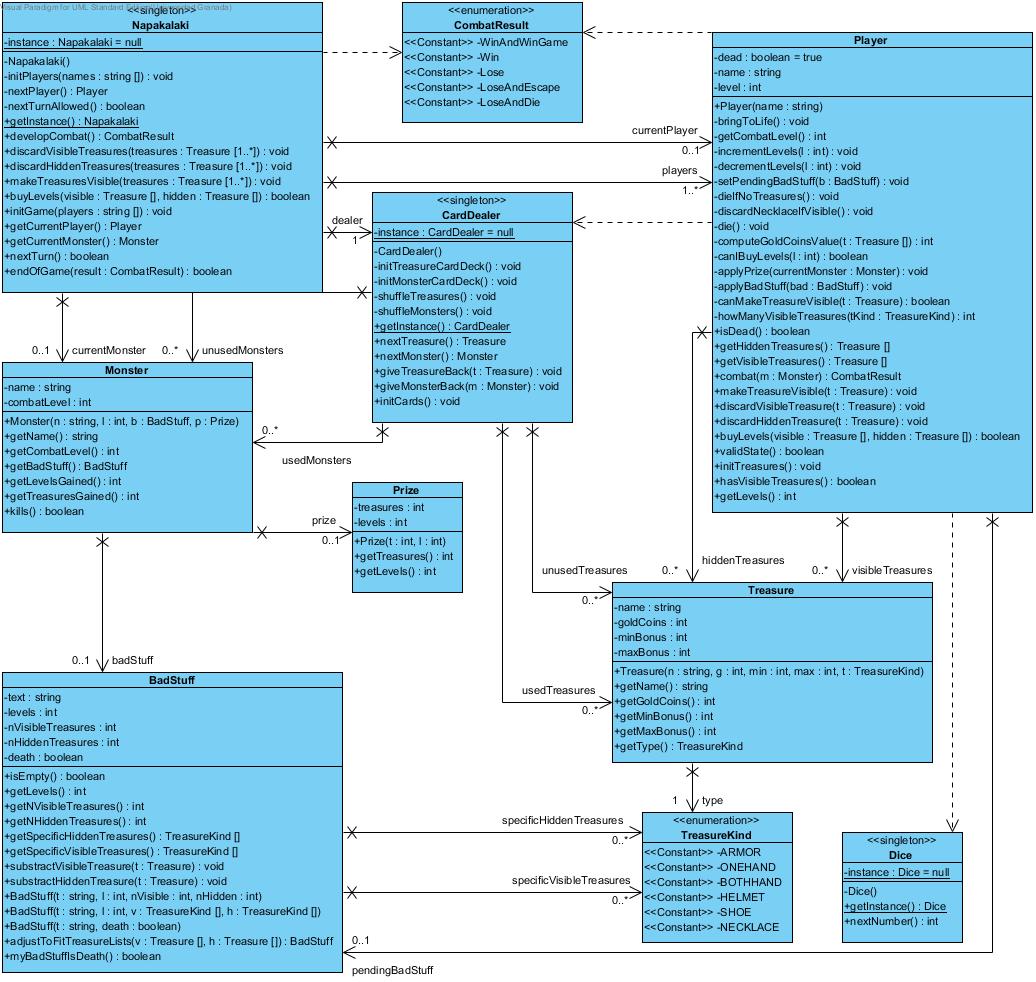 <<singleton>>
Napakalaki
-instance : Napakalaki = null
-Napakalaki()
-initPlayers(names : string []) : void
-nextPlayer() : Player
-nextTurnAllowed() : boolean
+getInstance() : Napakalaki
+developCombat() : CombatResult
+discardVisibleTreasures(treasures : Treasure [1..*]) : void
+discardHiddenTreasures(treasures : Treasure [1..*]) : void
+makeTreasuresVisible(treasures : Treasure [1..*]) : void
+buyLevels(visible : Treasure [], hidden : Treasure []) : boolean
+initGame(players : string []) : void
+getCurrentPlayer() : Player
+getCurrentMonster() : Monster
+nextTurn() : boolean
+endOfGame(result : CombatResult) : boolean
<<enumeration>>
CombatResult
<<Constant>> -WinAndWinGame
<<Constant>> -Win
<<Constant>> -Lose
<<Constant>> -LoseAndEscape
<<Constant>> -LoseAndDie
Player
-dead : boolean = true
-name : string
-level : int
+Player(name : string)
-bringToLife() : void
-getCombatLevel() : int
-incrementLevels(l : int) : void
-decrementLevels(l : int) : void
-setPendingBadStuff(b : BadStuff) : void
-dieIfNoTreasures() : void
-discardNecklaceIfVisible() : void
-die() : void
-computeGoldCoinsValue(t : Treasure []) : int
-canIBuyLevels(l : int) : boolean
-applyPrize(currentMonster : Monster) : void
-applyBadStuff(bad : BadStuff) : void
-canMakeTreasureVisible(t : Treasure) : boolean
-howManyVisibleTreasures(tKind : TreasureKind) : int
+isDead() : boolean
+getHiddenTreasures() : Treasure []
+getVisibleTreasures() : Treasure []
+combat(m : Monster) : CombatResult
+makeTreasureVisible(t : Treasure) : void
+discardVisibleTreasure(t : Treasure) : void
+discardHiddenTreasure(t : Treasure) : void
+buyLevels(visible : Treasure [], hidden : Treasure []) : boolean
+validState() : boolean
+initTreasures() : void
+hasVisibleTreasures() : boolean
+getLevels() : int
currentPlayer
0..1
players
1..*
dealer
1
<<singleton>>
CardDealer
-instance : CardDealer = null
-CardDealer()
-initTreasureCardDeck() : void
-initMonsterCardDeck() : void
-shuffleTreasures() : void
-shuffleMonsters() : void
+getInstance() : CardDealer
+nextTreasure() : Treasure
+nextMonster() : Monster
+giveTreasureBack(t : Treasure) : void
+giveMonsterBack(m : Monster) : void
+initCards() : void
0..1 currentMonster
0..* unusedMonsters
Monster
-name : string
-combatLevel : int
+Monster(n : string, l : int, b : BadStuff, p : Prize)
+getName() : string
+getCombatLevel() : int
+getBadStuff() : BadStuff
+getLevelsGained() : int
+getTreasuresGained() : int
+kills() : boolean
0..*
usedMonsters
Prize
-treasures : int
-levels : int
+Prize(t : int, l : int)
+getTreasures() : int
+getLevels() : int
prize
0..1
unusedTreasures
0..*
usedTreasures
0..*
hiddenTreasures
0..*
0..* visibleTreasures
Treasure
-name : string
-goldCoins : int
-minBonus : int
-maxBonus : int
+Treasure(n : string, g : int, min : int, max : int, t : TreasureKind)
+getName() : string
+getGoldCoins() : int
+getMinBonus() : int
+getMaxBonus() : int
+getType() : TreasureKind
0..1 badStuff
BadStuff
-text : string
-levels : int
-nVisibleTreasures : int
-nHiddenTreasures : int
-death : boolean
+isEmpty() : boolean
+getLevels() : int
+getNVisibleTreasures() : int
+getNHiddenTreasures() : int
+getSpecificHiddenTreasures() : TreasureKind []
+getSpecificVisibleTreasures() : TreasureKind []
+substractVisibleTreasure(t : Treasure) : void
+substractHiddenTreasure(t : Treasure) : void
+BadStuff(t : string, l : int, nVisible : int, nHidden : int)
+BadStuff(t : string, l : int, v : TreasureKind [], h : TreasureKind [])
+BadStuff(t : string, death : boolean)
+adjustToFitTreasureLists(v : Treasure [], h : Treasure []) : BadStuff
+myBadStuffIsDeath() : boolean
1 type
specificHiddenTreasures
0..*
specificVisibleTreasures
0..*
<<enumeration>>
TreasureKind
<<Constant>> -ARMOR
<<Constant>> -ONEHAND
<<Constant>> -BOTHHAND
<<Constant>> -HELMET
<<Constant>> -SHOE
<<Constant>> -NECKLACE
<<singleton>>
Dice
-instance : Dice = null
-Dice()
+getInstance() : Dice
+nextNumber() : int
0..1
pendingBadStuff